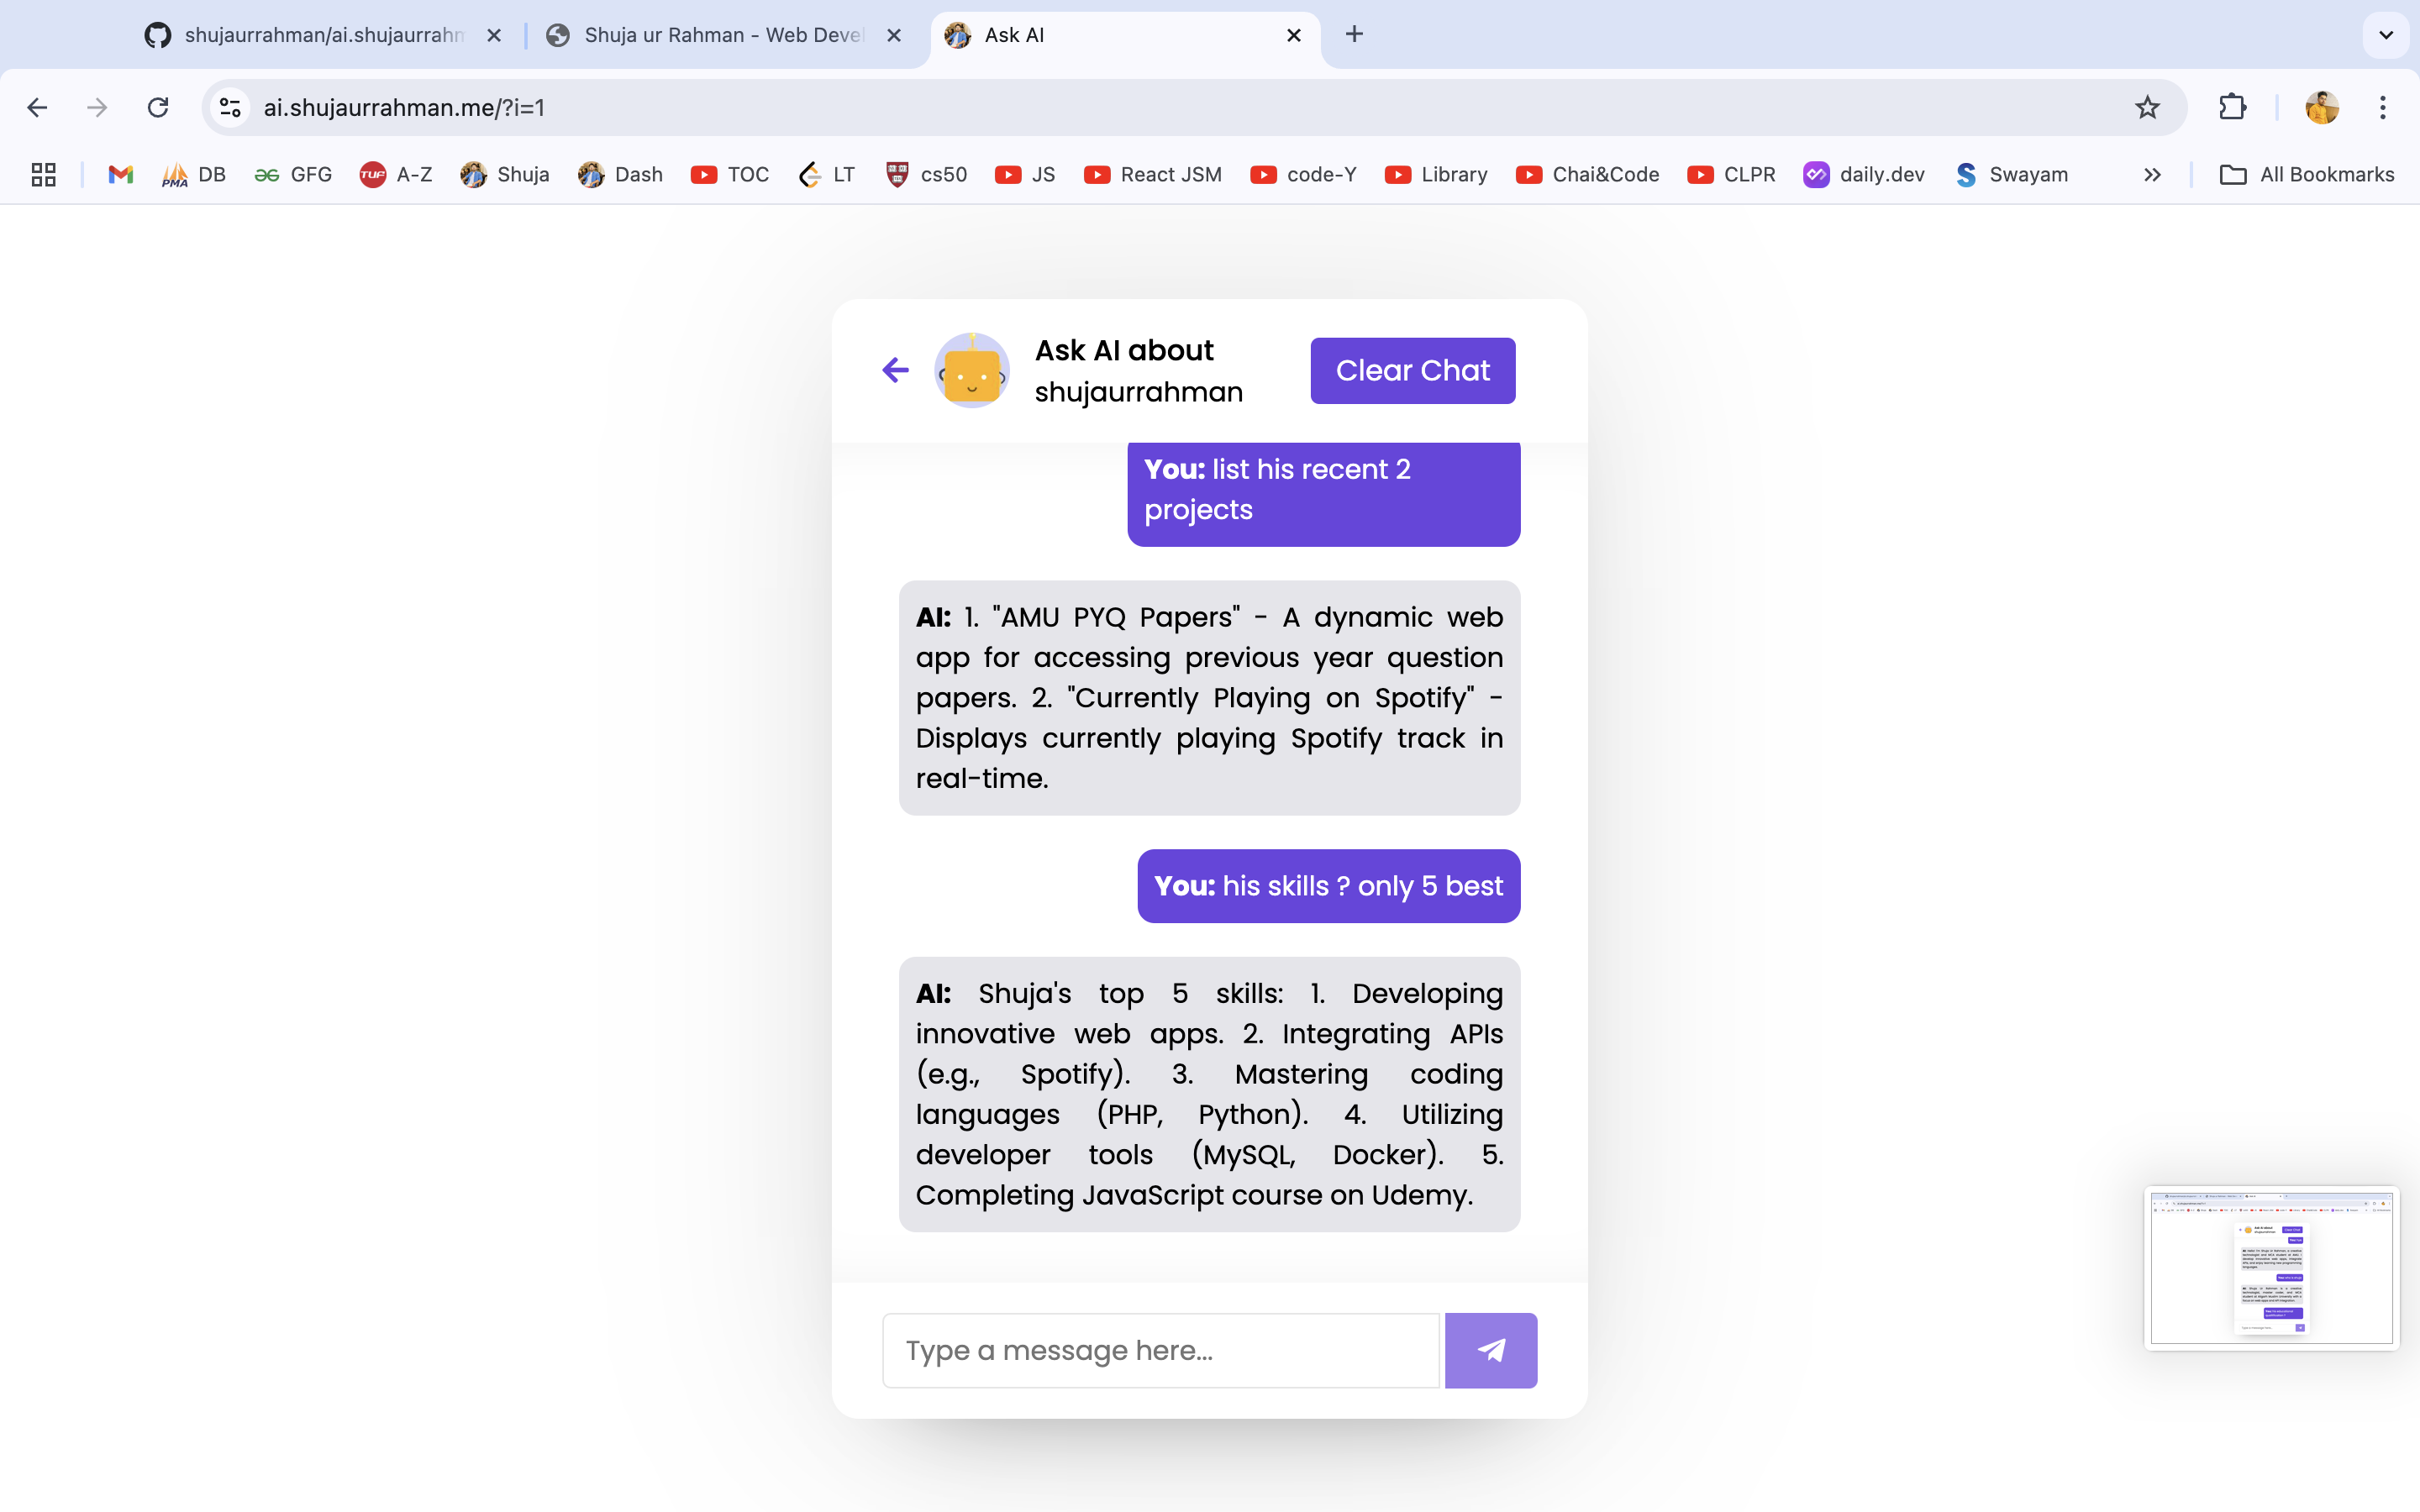 shujaurrahman/ai.shujaurrahm
Shuja ur Rahman - Web Devel
Ask AI
ai.shujaurrahman.me/?i=1
DB
GFG
A-Z
Shuja
Dash
TOC
LT
cs50
JS
React JSM
code-Y
Library
Chai&Code
CLPR
daily.dev
Swayam
All Bookmarks
Ask AI about
shujaurrahman
Clear Chat
You: list his recent 2
projects
AI: 1. "AMU PYQ Papers" - A dynamic web
app for accessing previous year question
papers. 2. "Currently Playing on Spotify" -
Displays currently playing Spotify track in
real-time.
You: his skills ? only 5 best
AI: Shuja's top 5 skills: 1. Developing
innovative web apps. 2. Integrating APIs
(e.g., Spotify). 3. Mastering coding
languages (PHP, Python). 4. Utilizing
developer tools (MySQL, Docker). 5.
Completing JavaScript course on Udemy.
Type a message here...